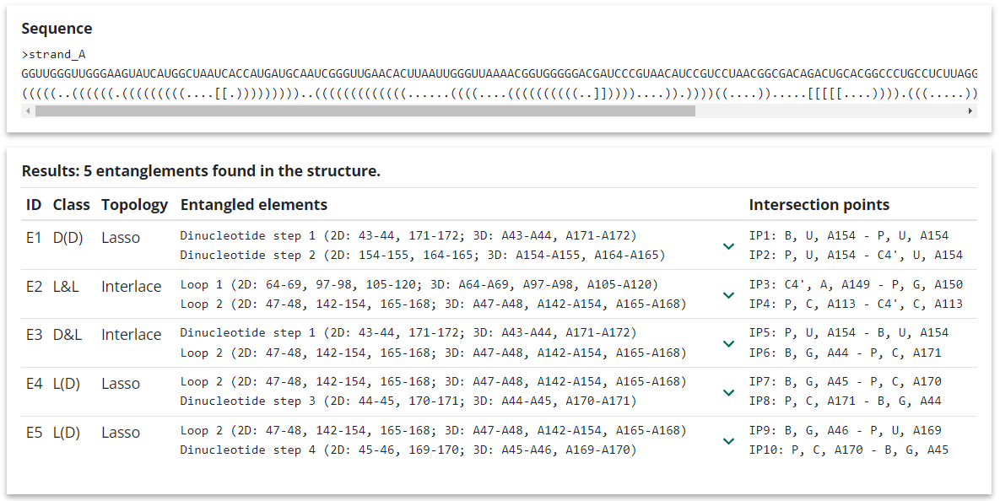 Sequence
>strand_A
GGUUGGGUUGGGAAGUAUCAUGGCUAAUCACCAUGAUGCAAUCGGGUUGAACACUUAAUUGGGUUAAAACGGUGGGGGACGAUCCCGUAACAUCCGUCCUAACGGCGACAGACUGCACGGCCCUGCCUCUUAGG
(((((..((((((.(((((((((....[[.)))))))))..(((((((((((((......((((....((((((((((..]]))))....)).))))((....)).....[[[[[....)))).(((.....))
Results: 5 entanglements found in the structure.
ID Class Topology Entangled elements Intersection points
E1 D(D) Lasso Dinucleotide step 1 (2D: 43-44, 171-172; 3D: A43-A44, A171-A172) IP1: B, U, A154 - P, U, A154
Dinucleotide step 2 (2D: 154-155, 164-165; 3D: A154-A155, A164-A165) IP2: P, U, A154 - C4', U, A154
E2 L&L Interlace Loop 1 (2D: 64-69, 97-98, 105-120; 3D: A64-A69, A97-A98, A105-A120) IP3: C4', A, A149 - P, G, A150
Loop 2 (2D: 47-48, 142-154, 165-168; 3D: A47-A48, A142-A154, A165-A168) IP4: P, C, A113 - C4', C, A113
E3 D&L Interlace Dinucleotide step 1 (2D: 43-44, 171-172; 3D: A43-A44, A171-A172) IP5: P, U, A154 - B, U, A154
Loop 2 (2D: 47-48, 142-154, 165-168; 3D: A47-A48, A142-A154, A165-A168) IP6: B, G, A44 - P, C, A171
E4 L(D) Lasso Loop 2 (2D: 47-48, 142-154, 165-168; 3D: A47-A48, A142-A154, A165-A168) IP7: B, G, A45 - P, C, A170
Dinucleotide step 3 (2D: 44-45, 170-171; 3D: A44-A45, A170-A171) IP8: P, C, A171 - B, G, A44
E5 L(D) Lasso Loop 2 (2D: 47-48, 142-154, 165-168; 3D: A47-A48, A142-A154, A165-A168) IP9: B, G, A46 - P, U, A169
Dinucleotide step 4 (2D: 45-46, 169-170; 3D: A45-A46, A169-A170) IP10: P, C, A170 - B, G, A45